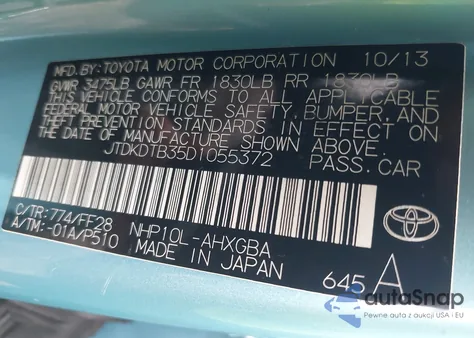 MFD.BY:TOYOTA MOTOR CORPORATION 10/13
GVWR 3475LB GAWR FR 1830LB RR 1830LB
THIS VEHICLE CONFORMS TO ALL APPLICABLE
FEDERAL MOTOR VEHICLE SAFETY, BUMPER, AND
THEFT PREVENTION STANDARDS IN EFFECT ON THE
DATE OF MANUFACTURE
JTDKDTB35D1055372 PASS.CAR
C/TR:774/FF28 NHP10L-AHXGBA
A/TM:-01A/P510 MADE IN JAPAN
TOYOTA
645 A
autoSnap
Pewne auta z aukcji USA i EU